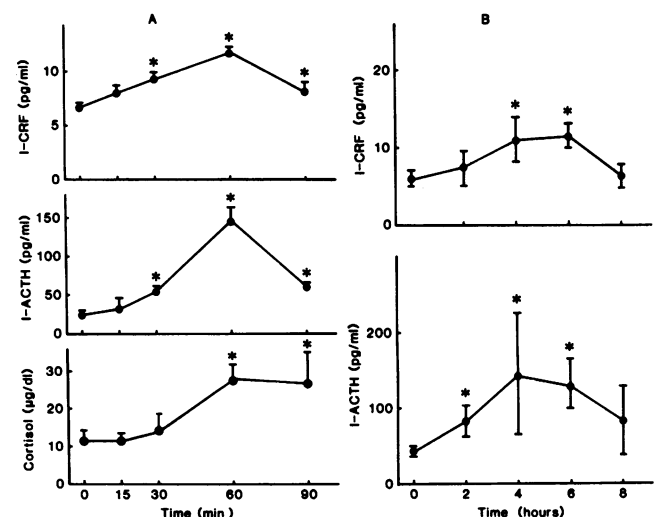 A
I-CRF (pg/ml)
10
5
0
*
*
*
I-ACTH (pg/ml)
150
100
50
0
*
*
*
Cortisol (µg/dl)
30
20
10
0
*
*
0 15 30 60 90
Time (min)
B
I-CRF (pg/ml)
20
10
0
*
*
I-ACTH (pg/ml)
200
100
0
*
*
*
0 2 4 6 8
Time (hours)